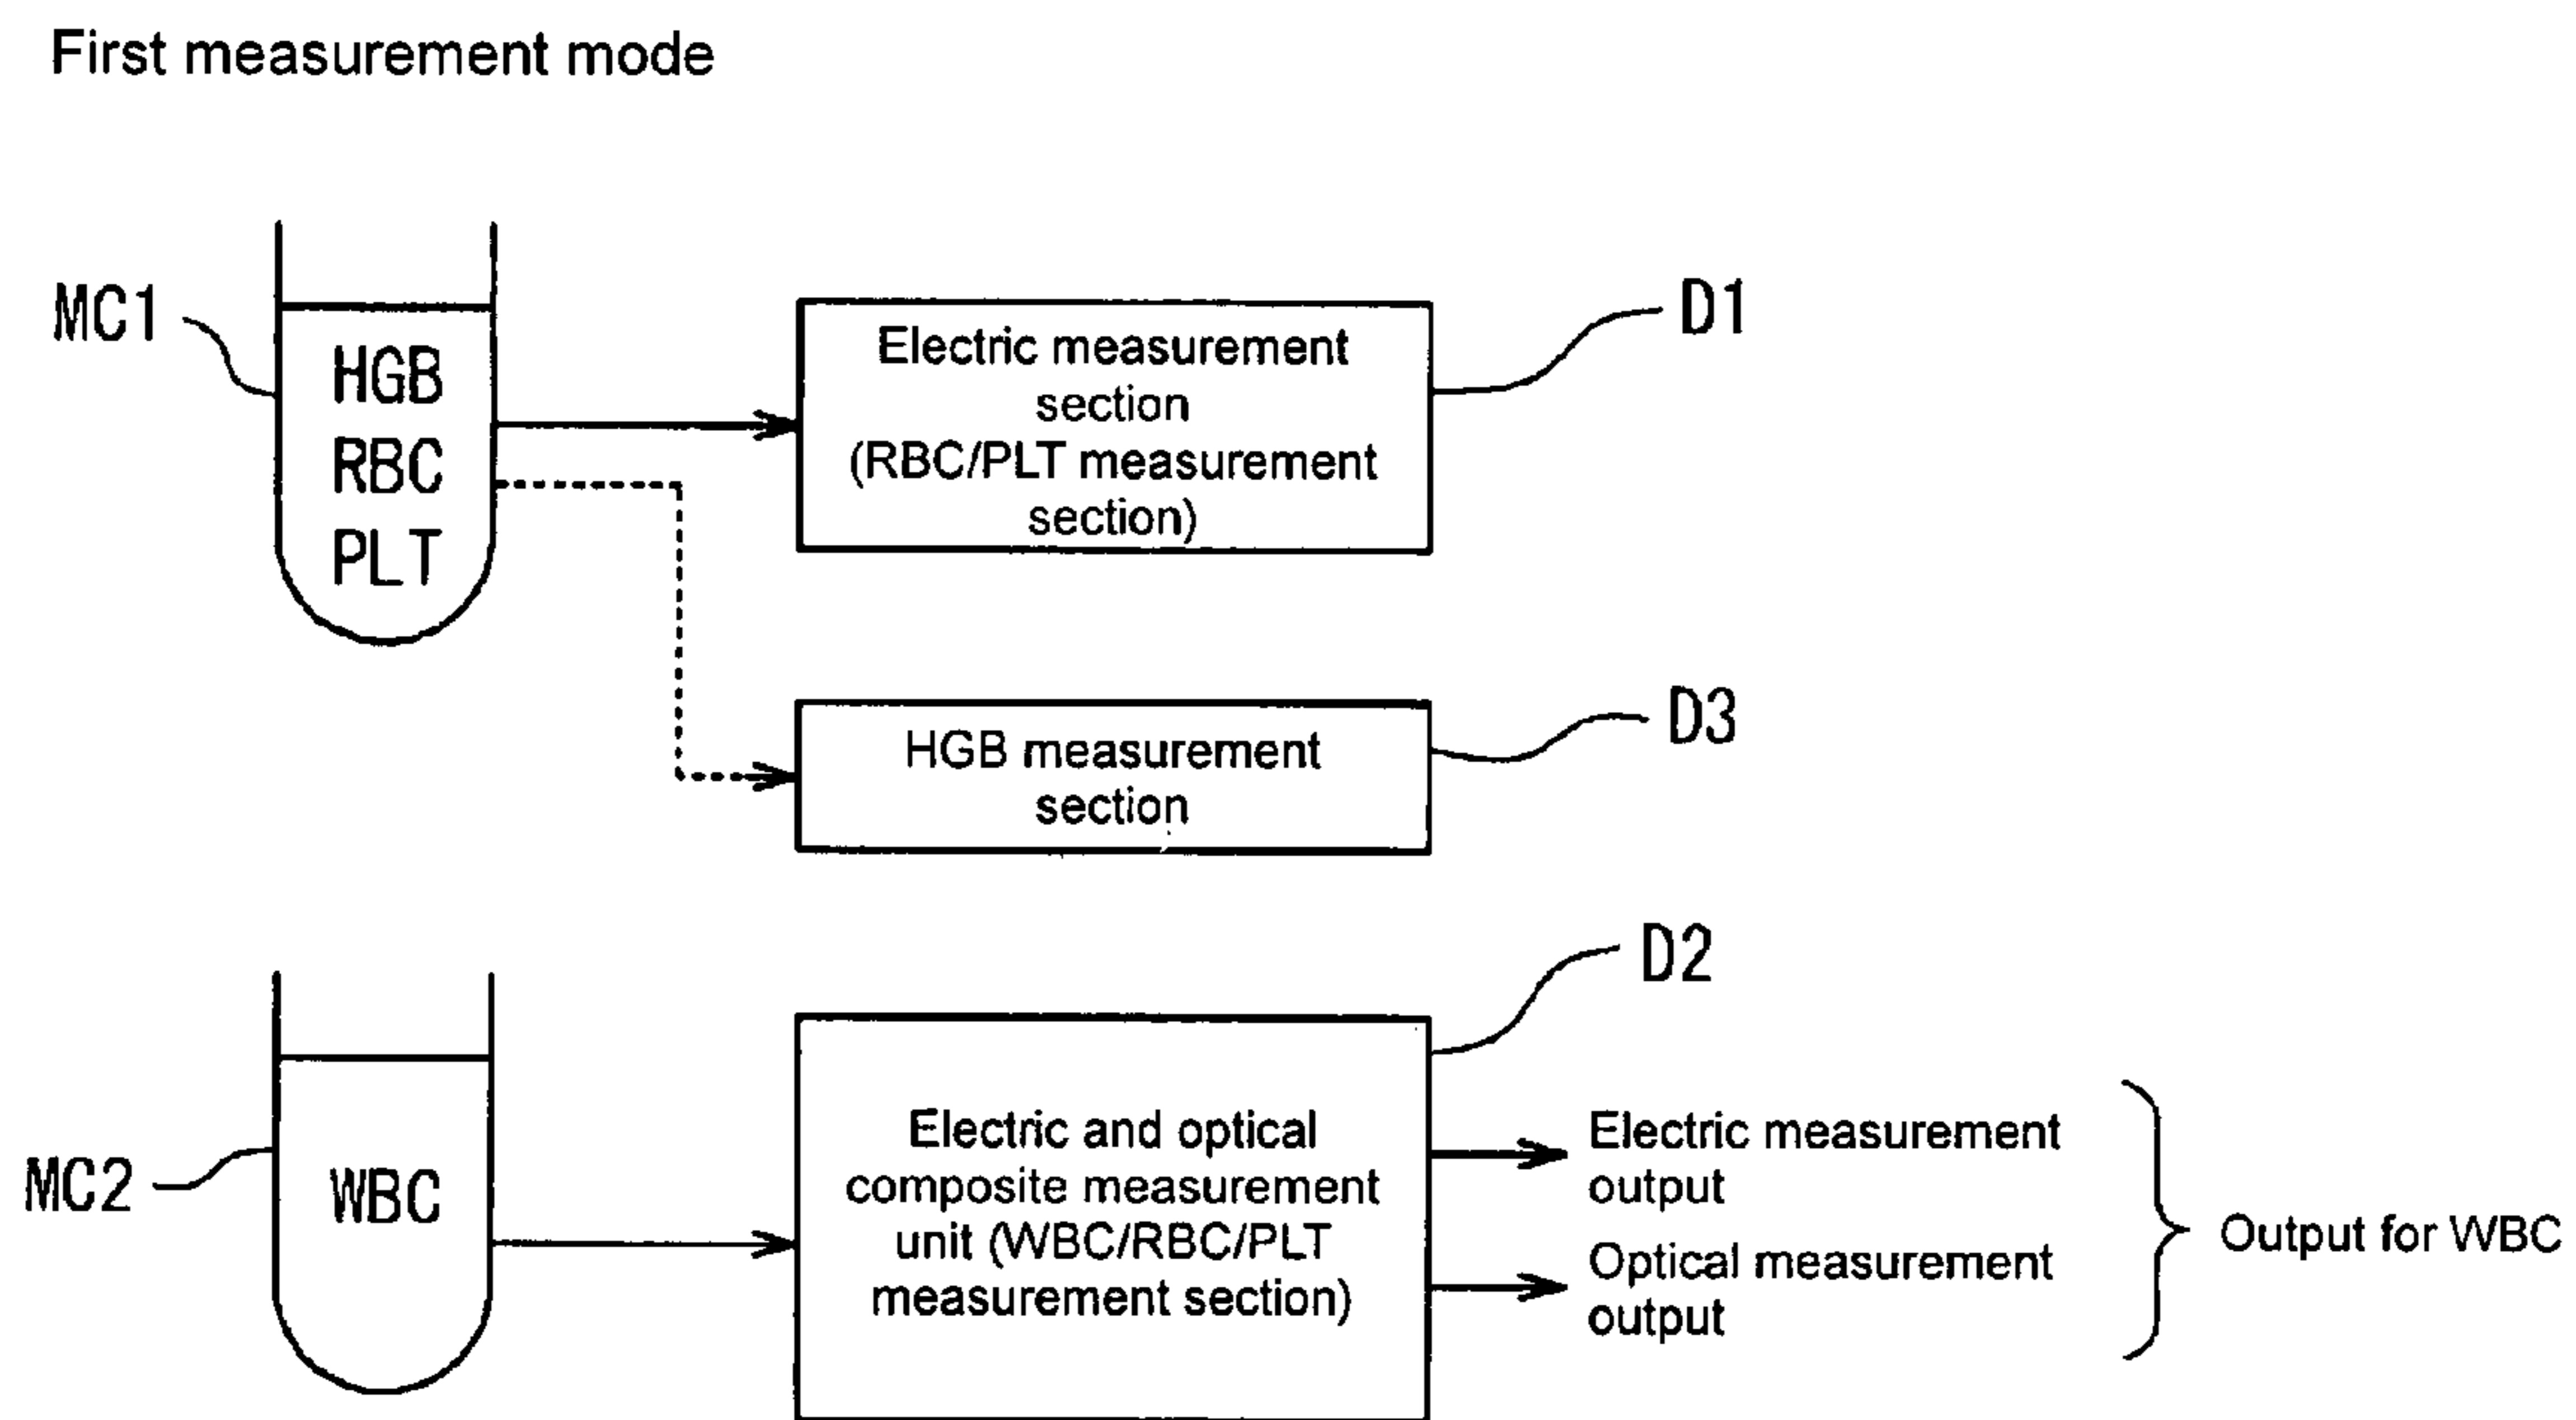 First measurement mode
MC1
HGB
RBC
PLT
Electric measurement
section
(RBC/PLT measurement
section)
D1
HGB measurement
section
D3
MC2
WBC
Electric and optical
composite measurement
unit (WBC/RBC/PLT
measurement section)
D2
Electric measurement
output
Optical measurement
output
Output for WBC